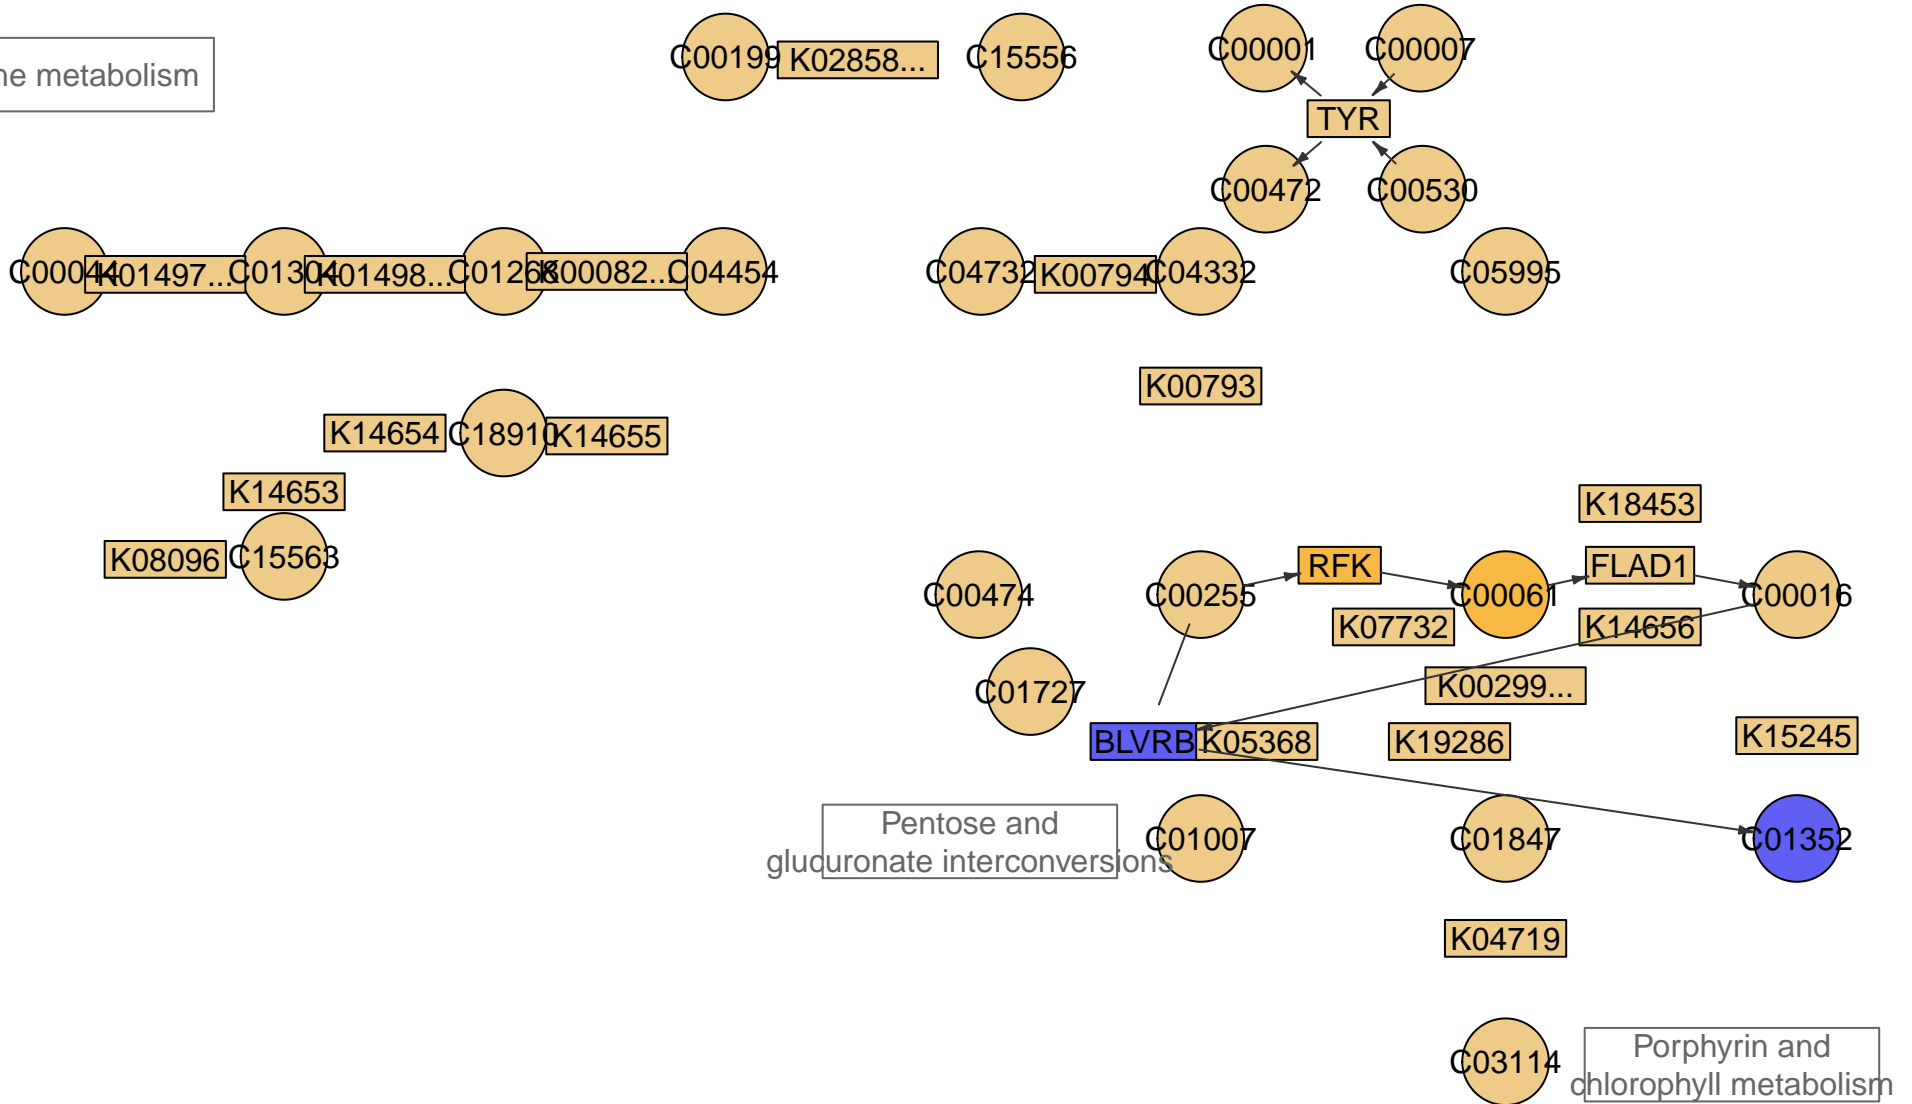 C00199
K02858...
C15556
C00001
C00007
ne metabolism
TYR
C00472
C00530
C00044
K01497...
C01304
K01498...
C01268
K00082...
C04454
C04732
K00794
C04332
C05995
K00793
K14654
C18910
K14655
K14653
K08096
C15563
K18453
C00474
C00255
RFK
C00061
FLAD1
C00016
K07732
K14656
C01727
K00299...
BLVRB
K05368
K19286
K15245
Pentose and
glucuronate interconversions
C01007
C01847
C01352
K04719
C03114
Porphyrin and
chlorophyll metabolism